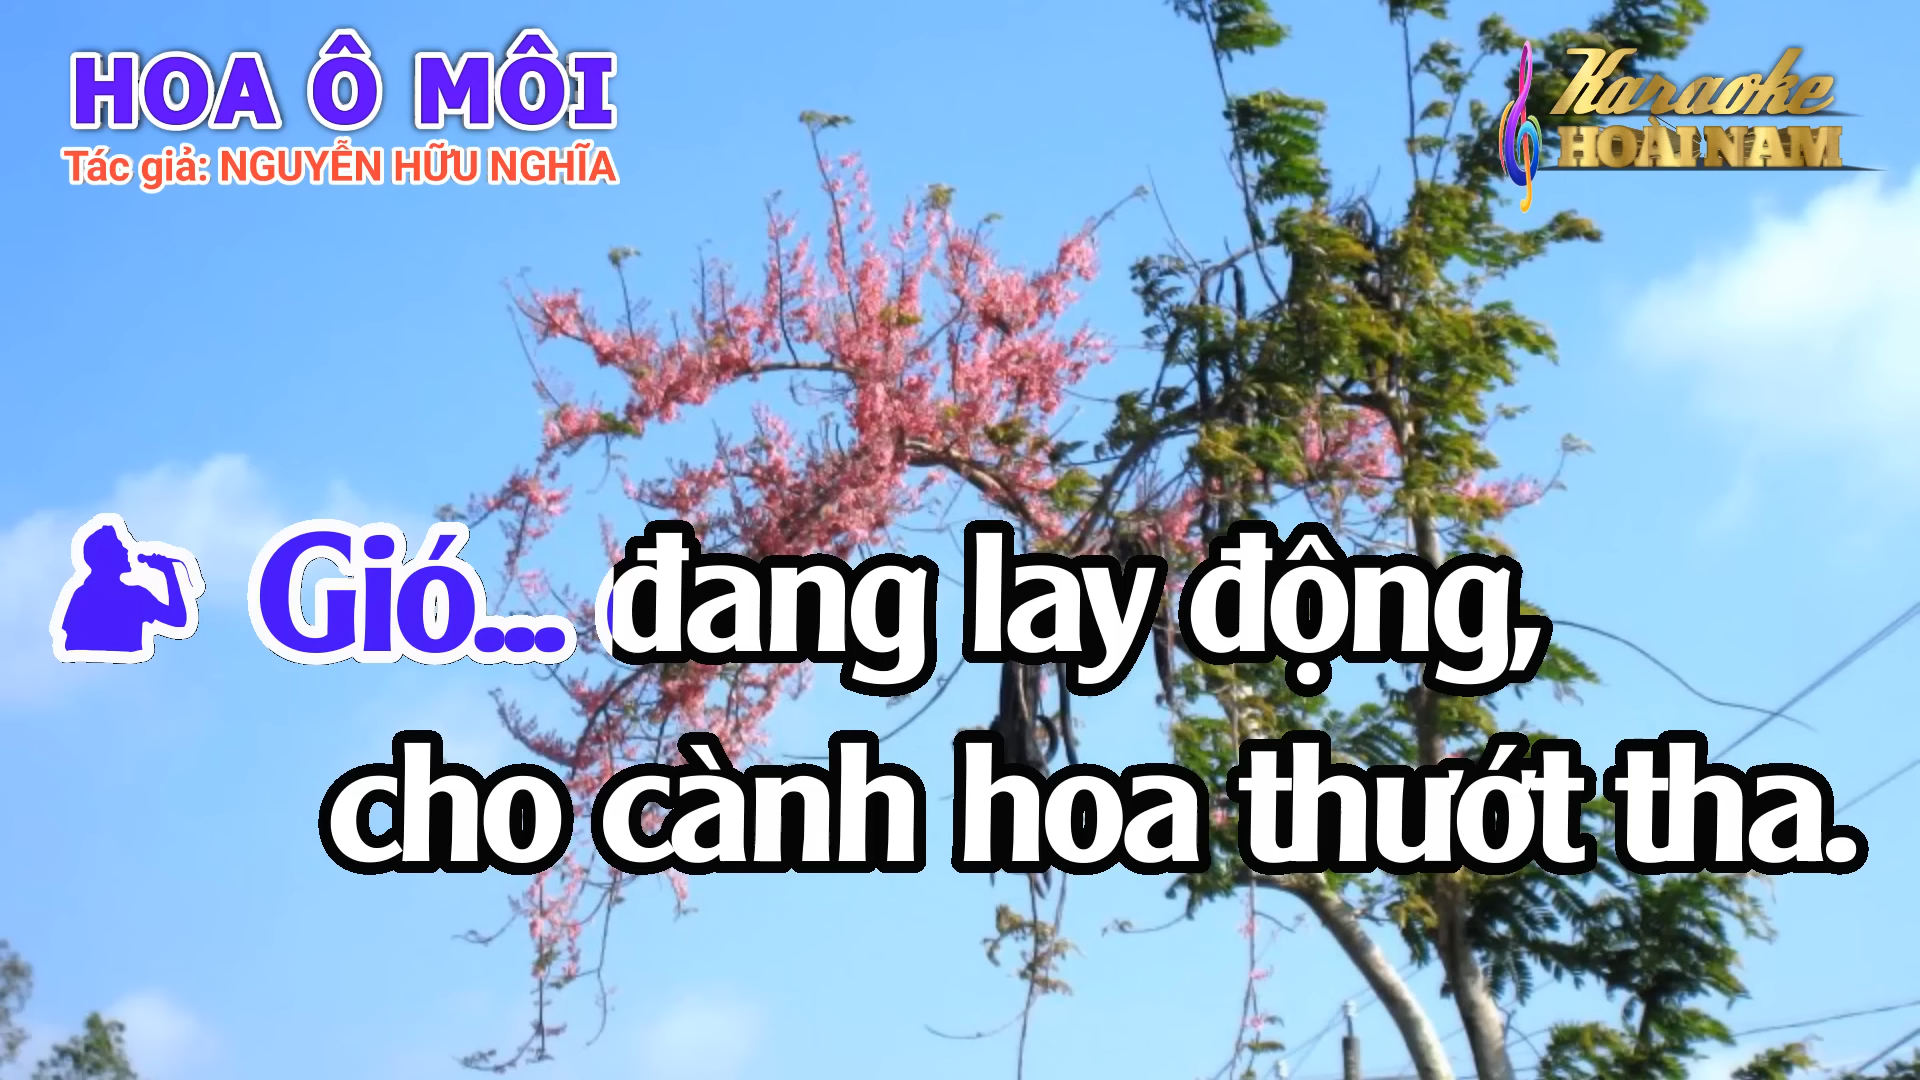 HOA Ô MÔI
Tác giả: NGUYỄN HỮU NGHĨA
Karaoke
HOÀI NAM
Gió... đang lay động,
cho cành hoa thướt tha.